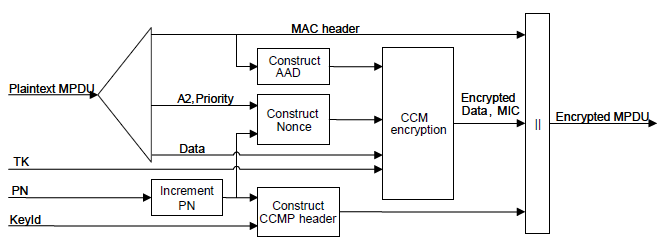 MAC header
Construct
AAD
Plaintext MPDU
A2,Priority
Construct
Nonce
CCM
encryption
Encrypted
Data, MIC
||
Encrypted MPDU
Data
TK
PN
Increment
PN
Construct
CCMP header
KeyId